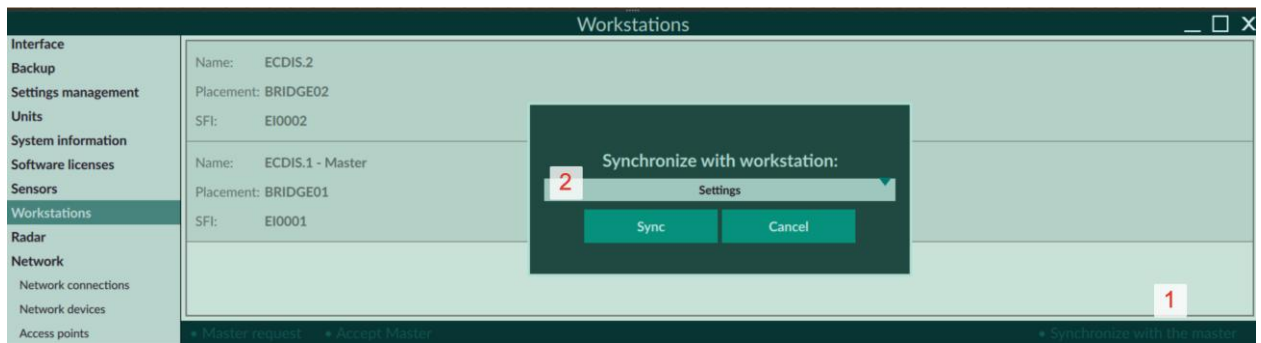 Workstations
Interface
Backup
Settings management
Units
System information
Software licenses
Sensors
Workstations
Radar
Network
Network connections
Network devices
Access points
Name: ECDIS.2
Placement: BRIDGE02
SFI: EI0002
Name: ECDIS.1 - Master
Placement: BRIDGE01
SFI: EI0001
Synchronize with workstation:
2
Settings
Sync Cancel
1
• Master request • Accept Master • Synchronize with the master